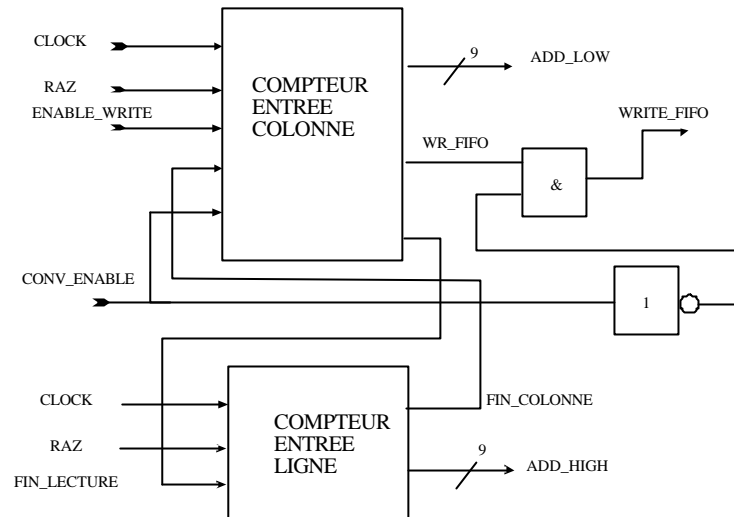 CLOCK
RAZ
ENABLE_WRITE
COMPTEUR
ENTREE
COLONNE
9
ADD_LOW
WR_FIFO
&
WRITE_FIFO
CONV_ENABLE
1
CLOCK
RAZ
FIN_LECTURE
COMPTEUR
ENTREE
LIGNE
FIN_COLONNE
9
ADD_HIGH